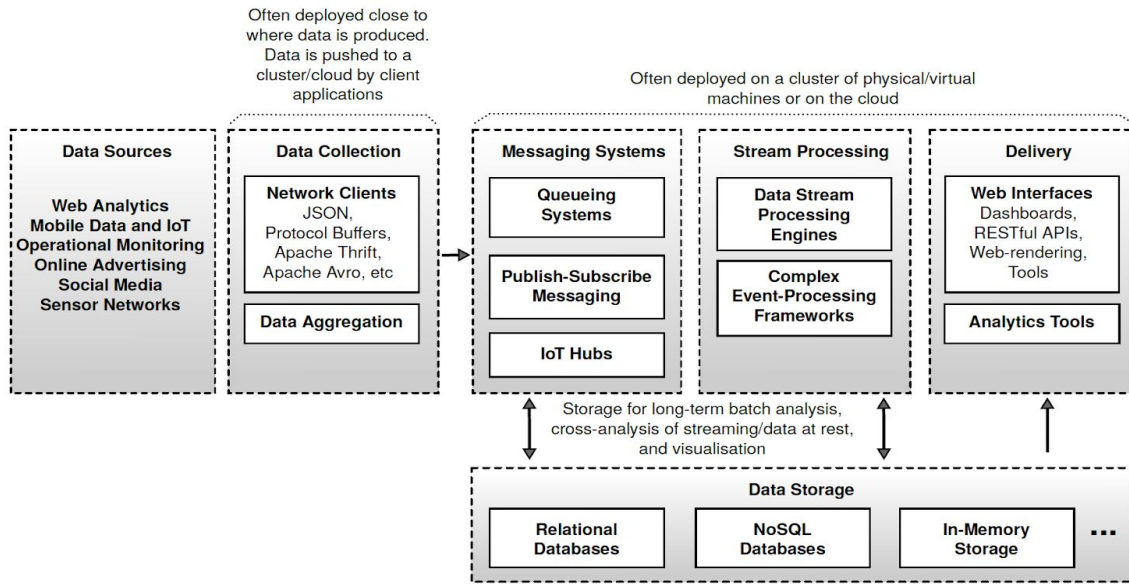 Often deployed close to
where data is produced.
Data is pushed to a
cluster/cloud by client
applications
Often deployed on a cluster of physical/virtual
machines or on the cloud
Data Sources
Web Analytics
Mobile Data and IoT
Operational Monitoring
Online Advertising
Social Media
Sensor Networks
Data Collection
Network Clients
JSON,
Protocol Buffers,
Apache Thrift,
Apache Avro, etc
Data Aggregation
Messaging Systems
Queueing
Systems
Publish-Subscribe
Messaging
IoT Hubs
Stream Processing
Data Stream
Processing
Engines
Complex
Event-Processing
Frameworks
Delivery
Web Interfaces
Dashboards,
RESTful APIs,
Web-rendering,
Tools
Analytics Tools
Storage for long-term batch analysis,
cross-analysis of streaming/data at rest,
and visualisation
Data Storage
Relational
Databases
NoSQL
Databases
In-Memory
Storage
...